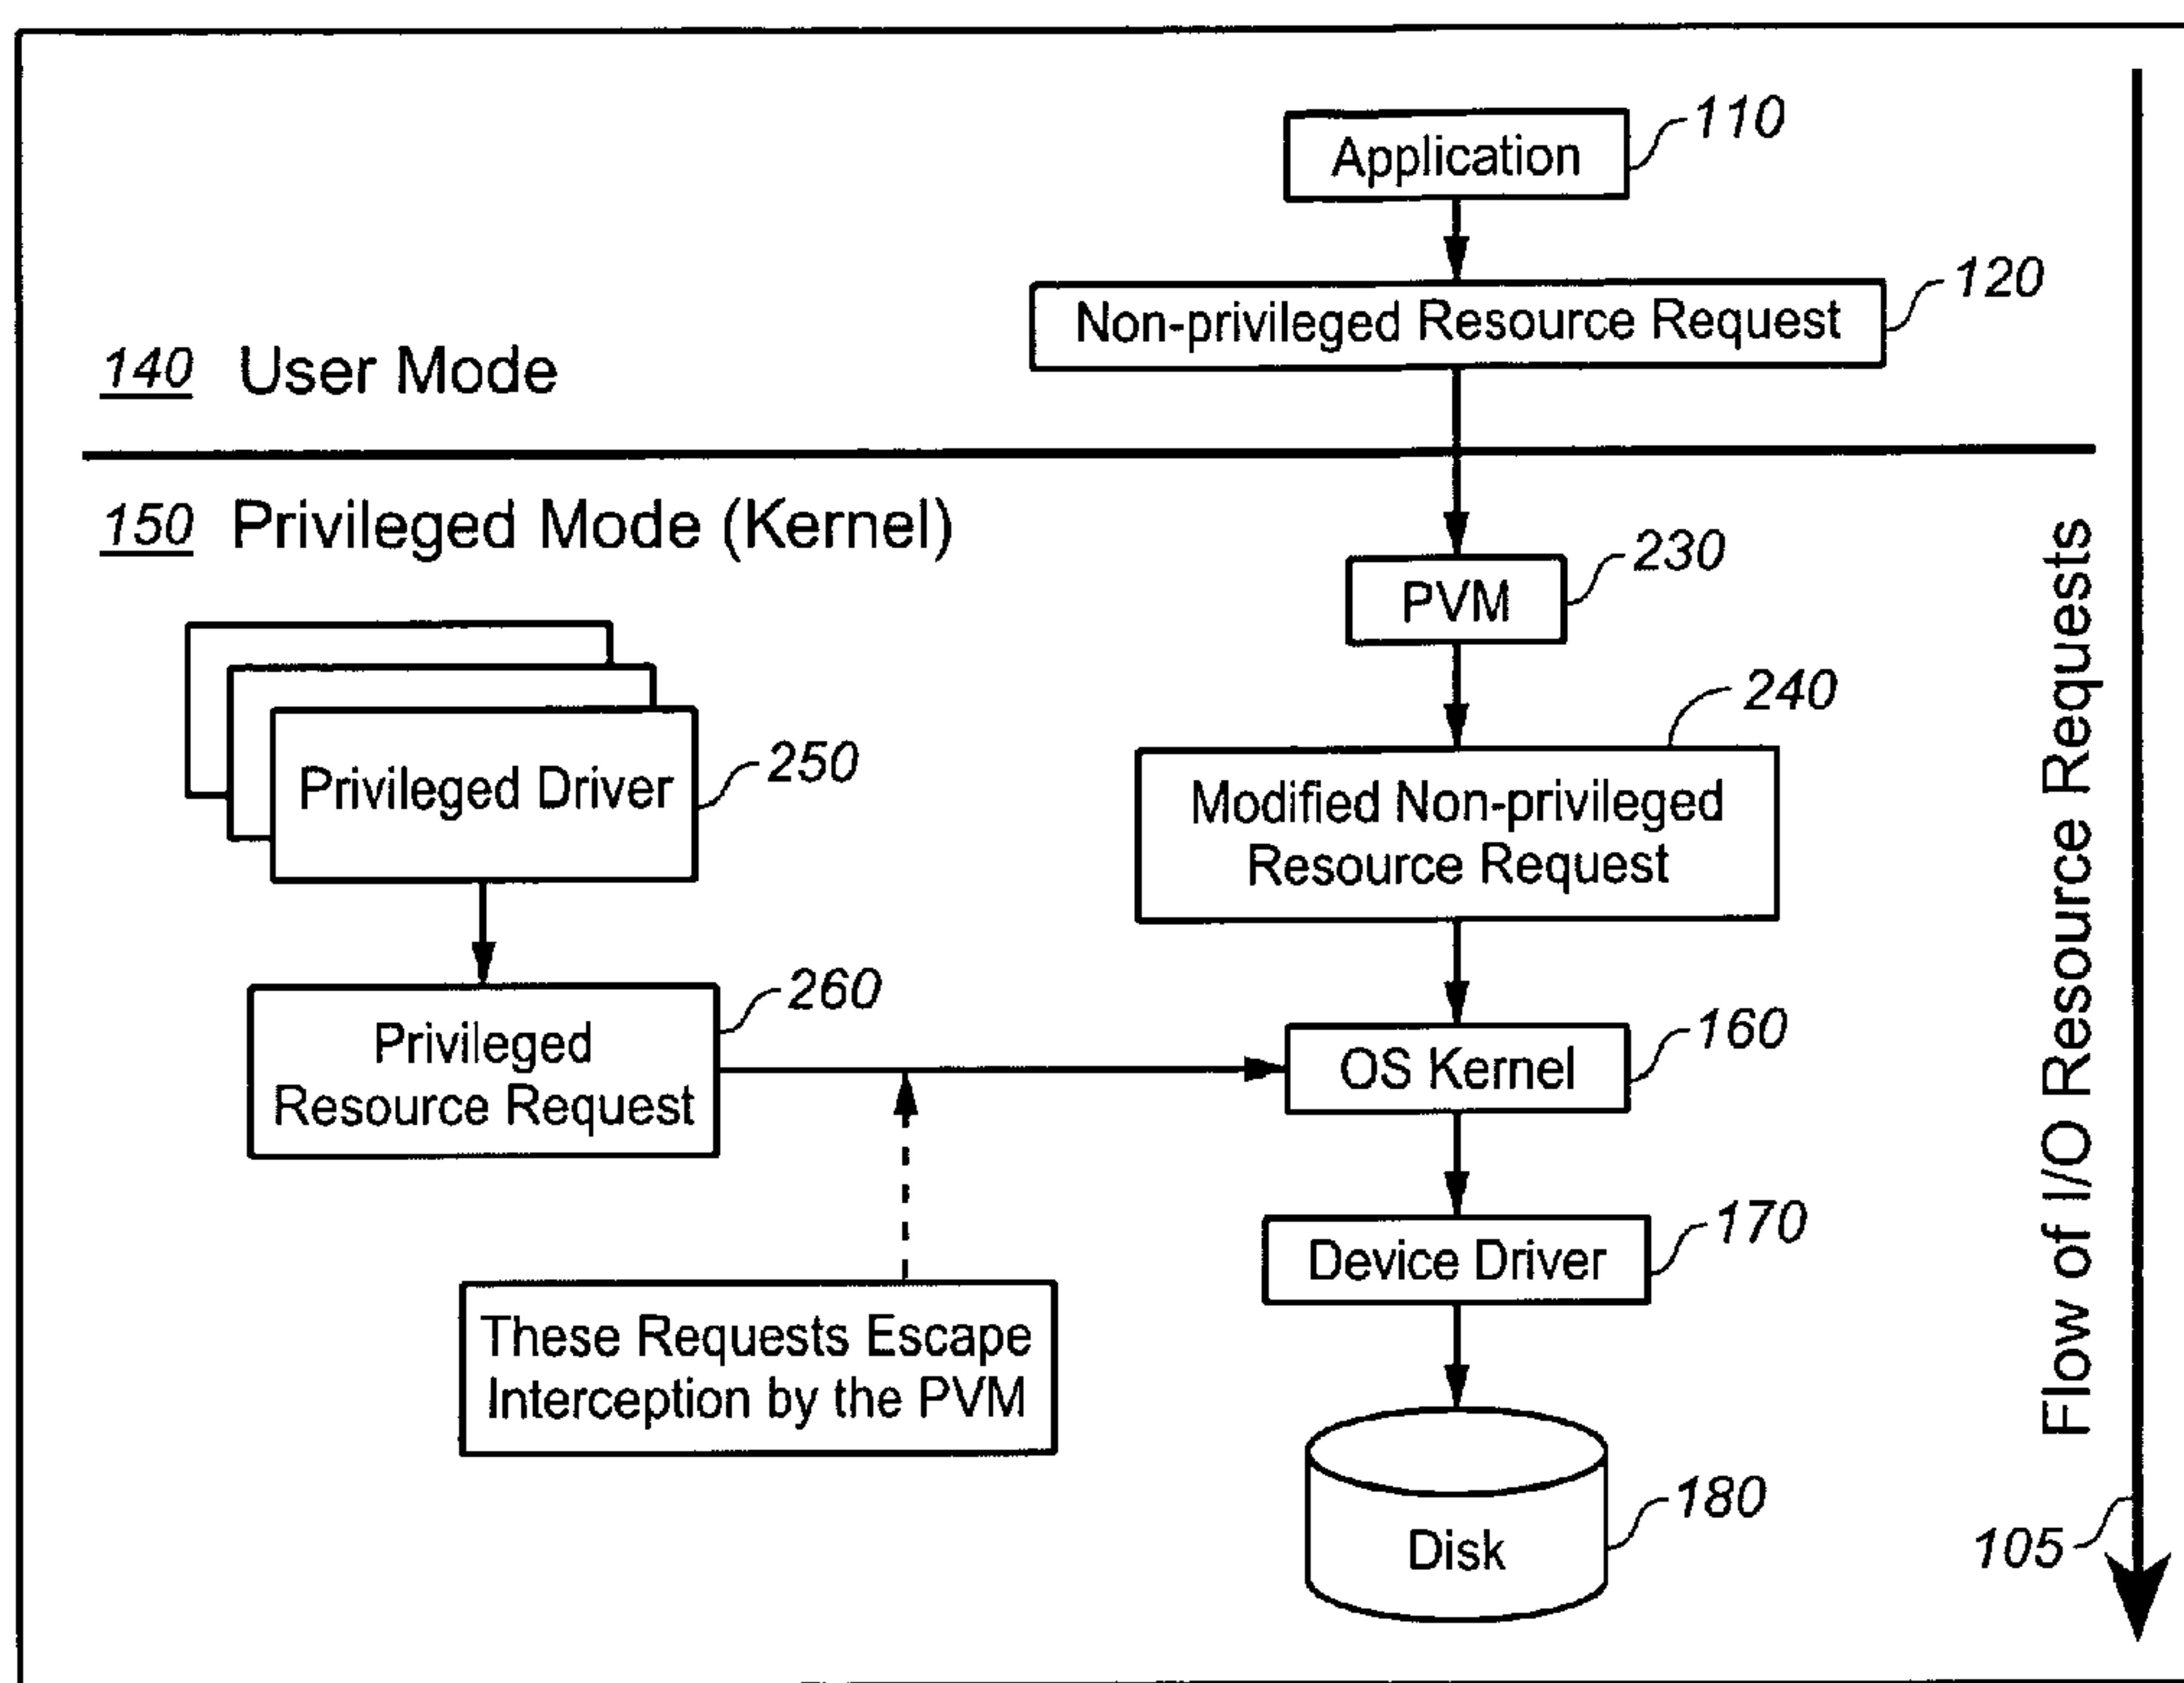 Application
110
Non-privileged Resource Request
120
140 User Mode
150 Privileged Mode (Kernel)
PVM
230
Modified Non-privileged
Resource Request
240
Privileged Driver
250
Privileged
Resource Request
260
OS Kernel
160
These Requests Escape
Interception by the PVM
Device Driver
170
Disk
180
Flow of I/O Resource Requests
105